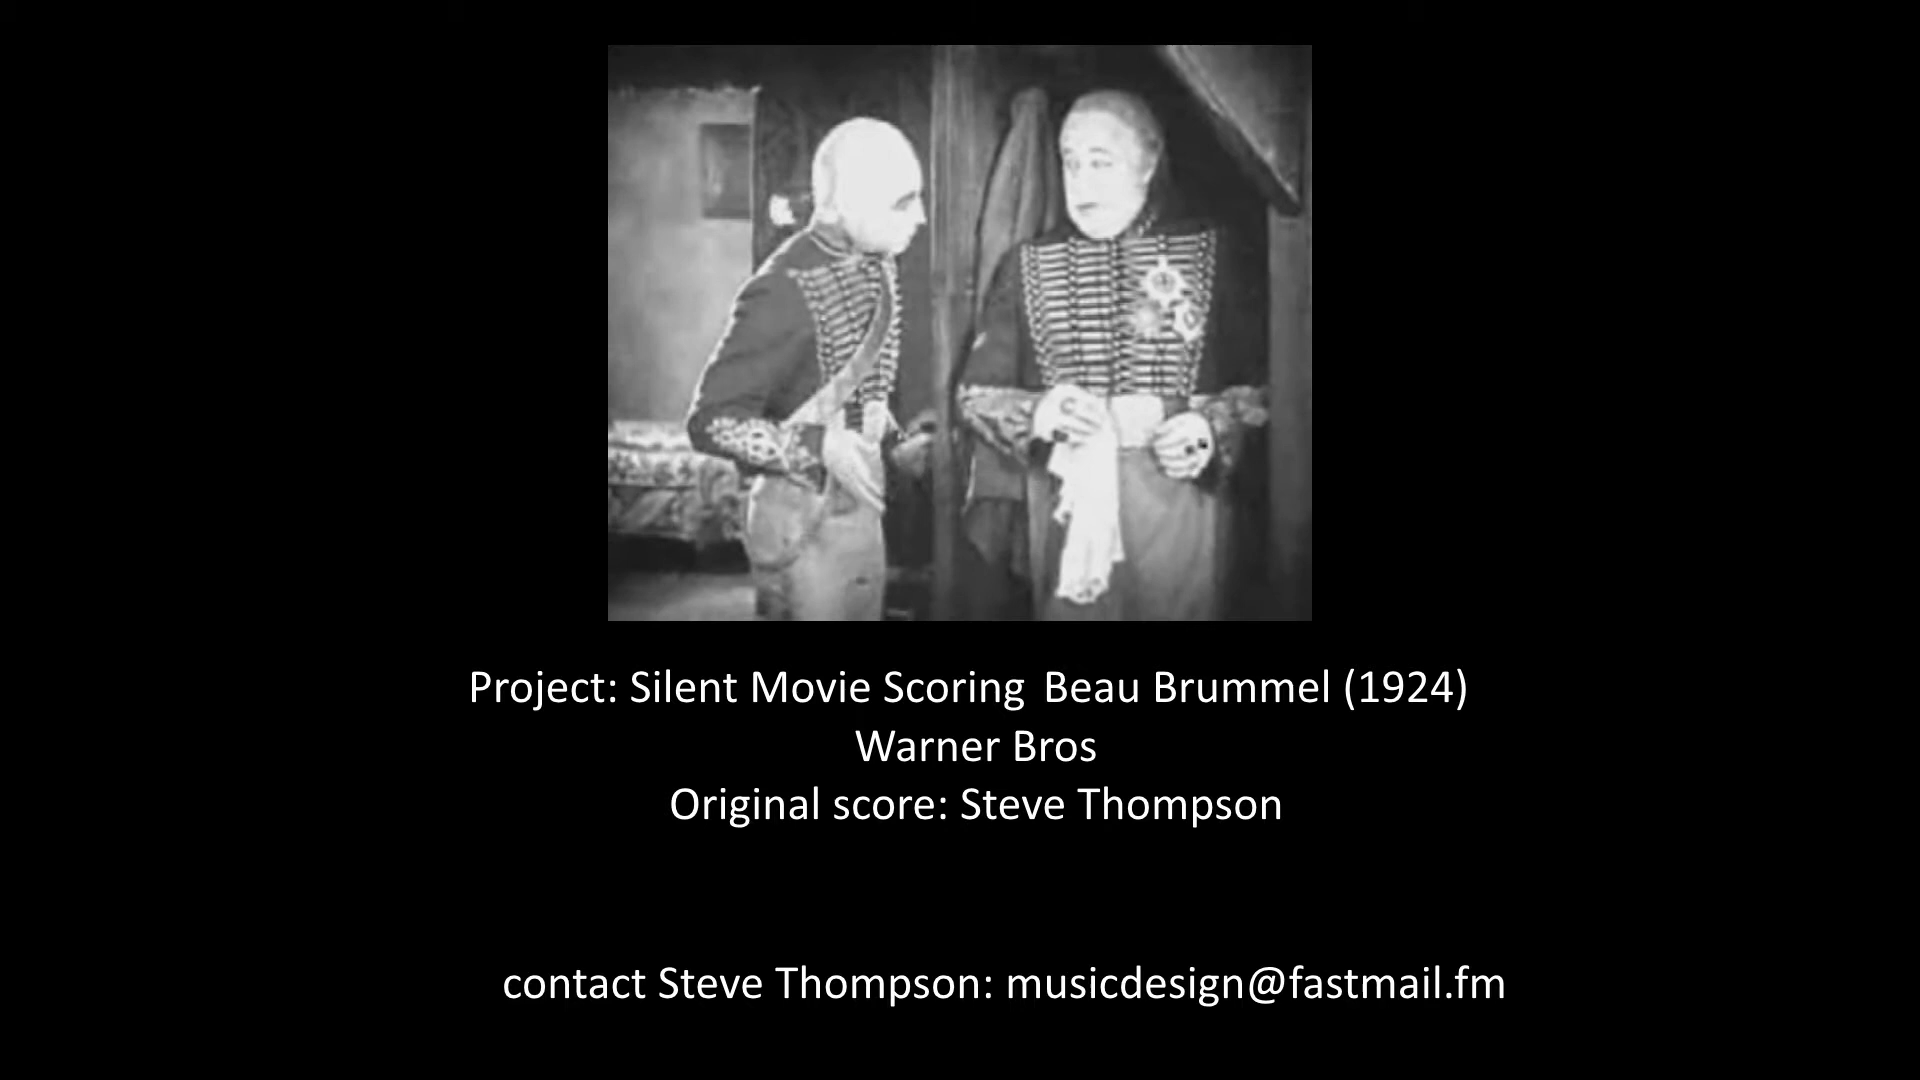 Project: Silent Movie Scoring Beau Brummel (1924)
Warner Bros
Original score: Steve Thompson
contact Steve Thompson: musicdesign@fastmail.fm